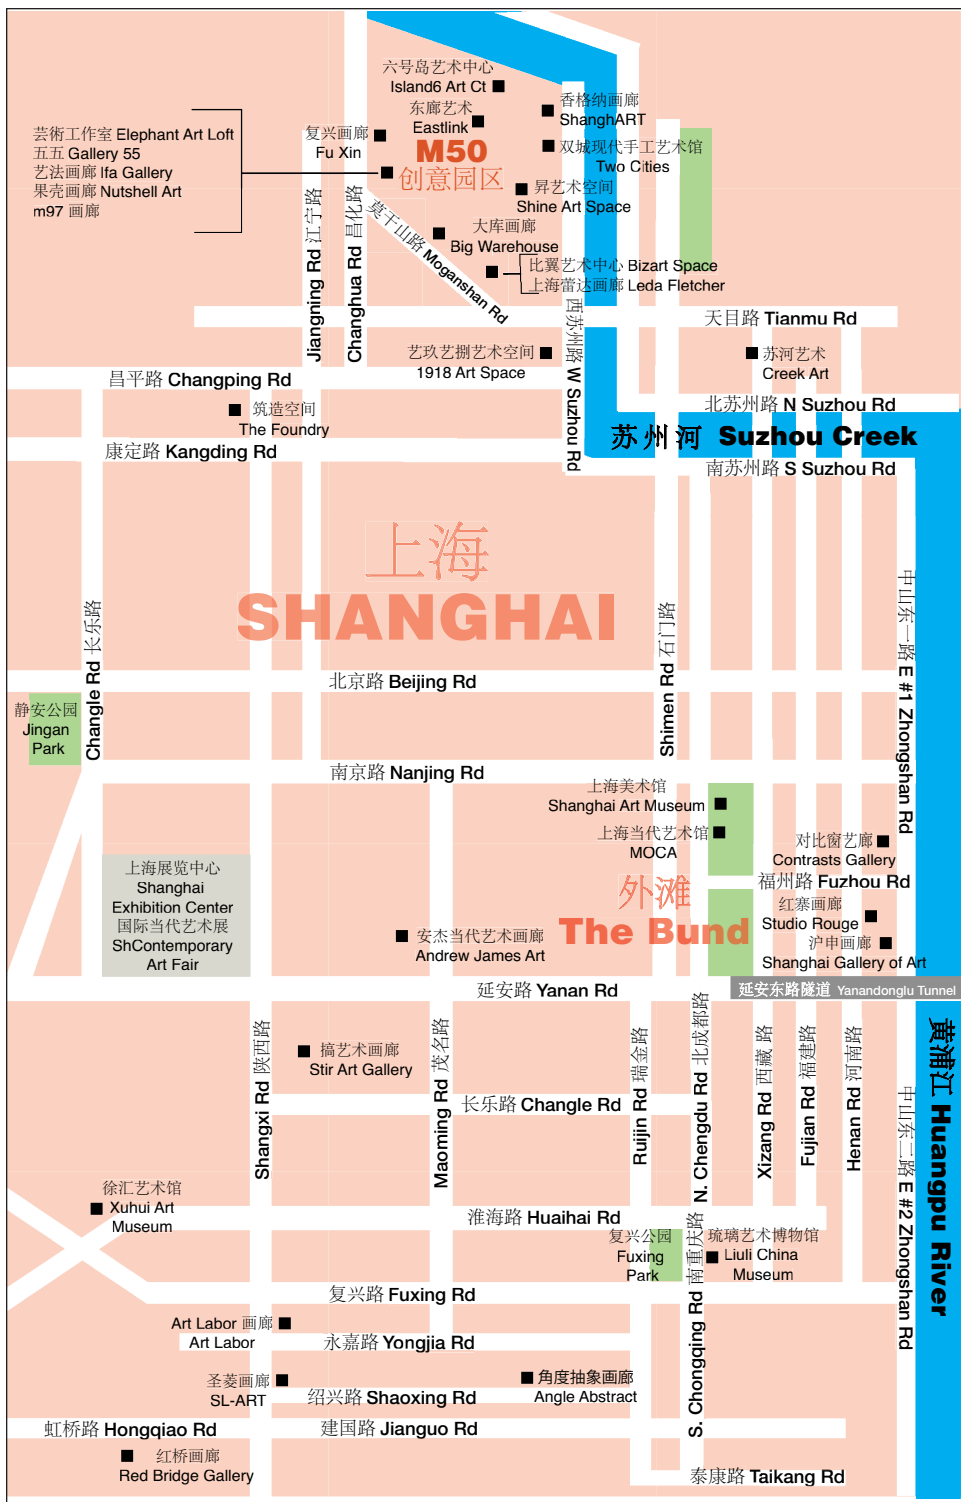 六号岛艺术中心
Island6 Art Ct
东廊艺术
Eastlink
香格纳画廊
ShanghART
芸術工作室 Elephant Art Loft
五五 Gallery 55
艺法画廊 Ifa Gallery
果壳画廊 Nutshell Art
m97 画廊
复兴画廊
Fu Xin
M50
创意园区
双城现代手工艺术馆
Two Cities
昇艺术空间
Shine Art Space
大库画廊
Big Warehouse
比翼艺术中心 Bizart Space
上海蕾达画廊 Leda Fletcher
Jiangning Rd 江宁路
Changhua Rd 昌化路
莫干山路 Moganshan Rd
西苏州路 W Suzhou Rd
天目路 Tianmu Rd
艺玖艺捌艺术空间
1918 Art Space
苏河艺术
Creek Art
昌平路 Changping Rd
北苏州路 N Suzhou Rd
筑造空间
The Foundry
苏州河 Suzhou Creek
康定路 Kangding Rd
南苏州路 S Suzhou Rd
上海
SHANGHAI
Changle Rd 长乐路
Shimen Rd 石门路
中山东一路 E #1 Zhongshan Rd
北京路 Beijing Rd
静安公园
Jingan
Park
南京路 Nanjing Rd
上海美术馆
Shanghai Art Museum
上海当代艺术馆
MOCA
对比窗艺廊
Contrasts Gallery
上海展览中心
Shanghai
Exhibition Center
国际当代艺术展
ShContemporary
Art Fair
外滩
The Bund
福州路 Fuzhou Rd
红寨画廊
Studio Rouge
安杰当代艺术画廊
Andrew James Art
沪申画廊
Shanghai Gallery of Art
延安路 Yanan Rd
延安东路隧道 Yanandonglu Tunnel
Shangxi Rd 陕西路
搞艺术画廊
Stir Art Gallery
Maoming Rd 茂名路
Ruijin Rd 瑞金路
N. Chengdu Rd 北成都路
Xizang Rd 西藏 路
Fujian Rd 福建路
Henan Rd 河南路
中山东二路 E #2 Zhongshan Rd
黄浦江 Huangpu River
长乐路 Changle Rd
徐汇艺术馆
Xuhui Art
Museum
淮海路 Huaihai Rd
复兴公园
Fuxing
Park
S. Chongqing Rd 南重庆路
琉璃艺术博物馆
Liuli China
Museum
复兴路 Fuxing Rd
Art Labor 画廊
Art Labor
永嘉路 Yongjia Rd
圣菱画廊
SL-ART
绍兴路 Shaoxing Rd
角度抽象画廊
Angle Abstract
虹桥路 Hongqiao Rd
建国路 Jianguo Rd
红桥画廊
Red Bridge Gallery
泰康路 Taikang Rd